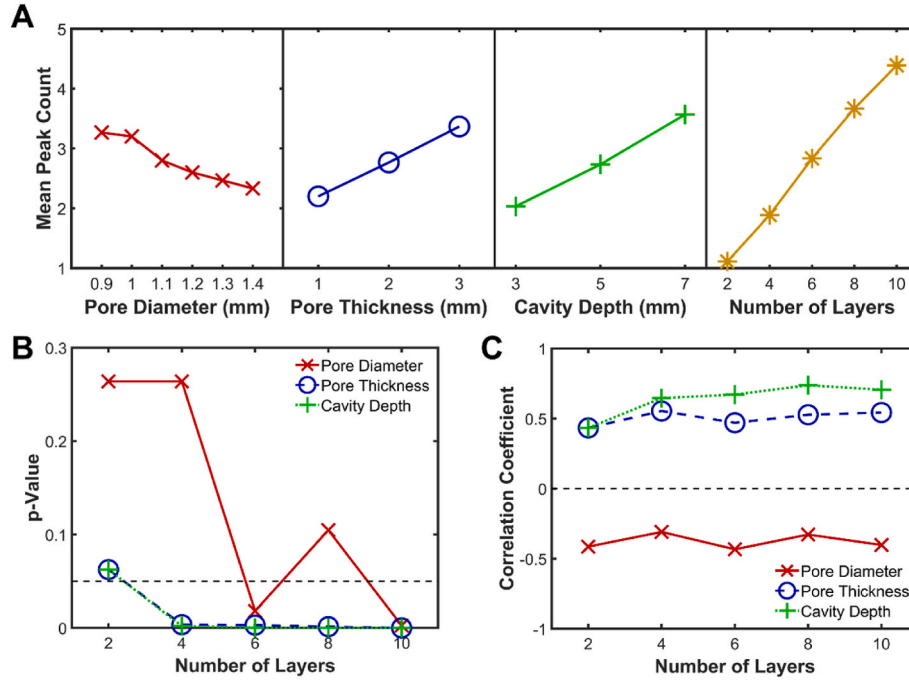 A
Mean Peak Count
5
4
3
2
1
0.9 1 1.1 1.2 1.3 1.4
Pore Diameter (mm)
1 2 3
Pore Thickness (mm)
3 5 7
Cavity Depth (mm)
2 4 6 8 10
Number of Layers
B
p-Value
0.3
0.2
0.1
0
Pore Diameter
Pore Thickness
Cavity Depth
2 4 6 8 10
Number of Layers
C
Correlation Coefficient
1
0.5
0
-0.5
-1
Pore Diameter
Pore Thickness
Cavity Depth
2 4 6 8 10
Number of Layers